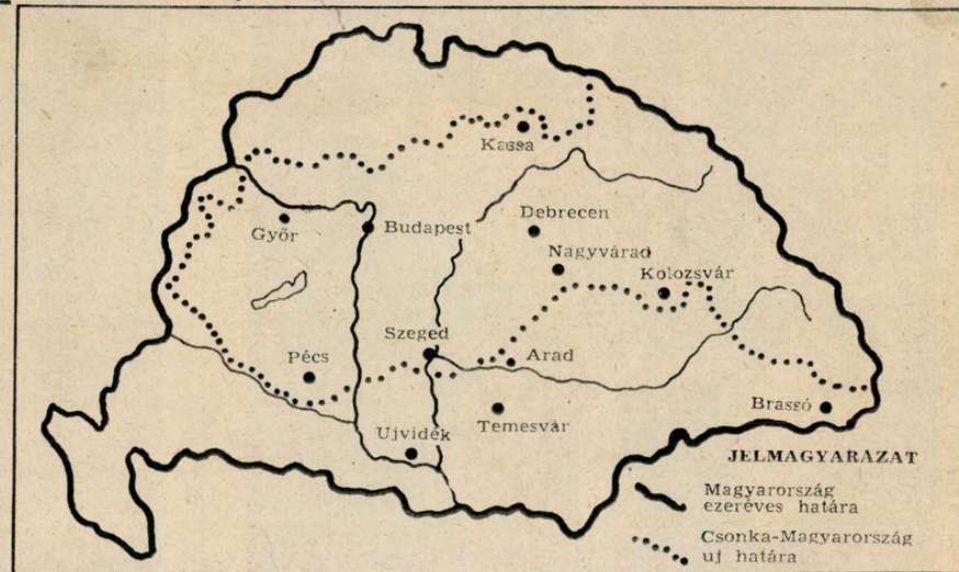 Kassa
Debrecen
Budapest
Győr
Nagyvárad
Kolozsvár
Szeged
Pécs
Arad
Brassó
Ujvidék
Temesvár
JELMAGYARÁZAT
Magyarország
ezeréves határa
Csonka-Magyarország
uj határa